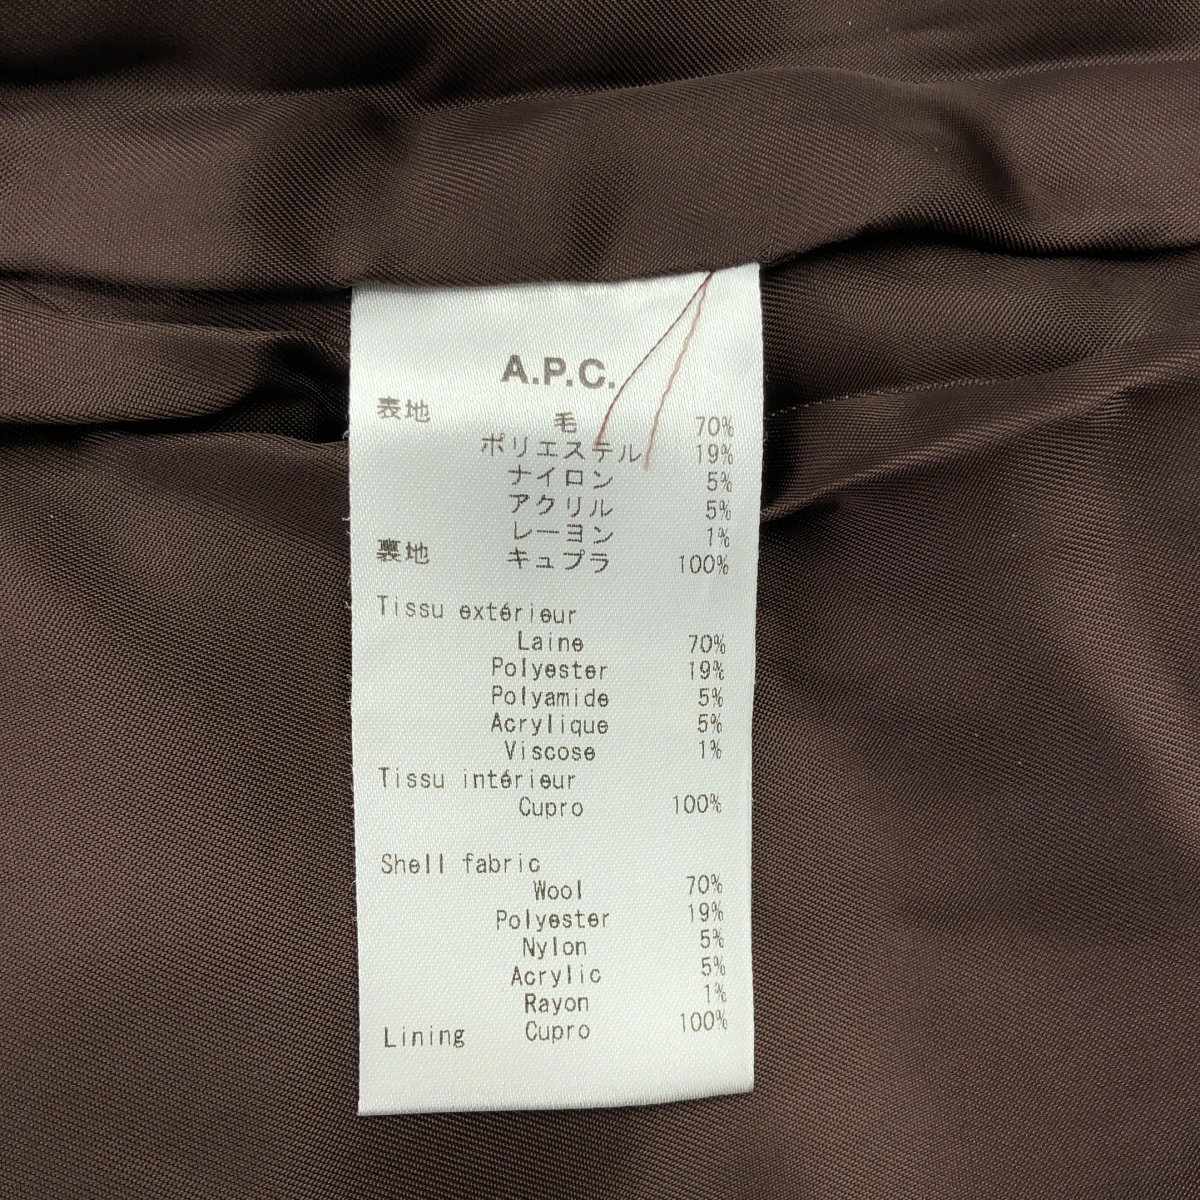 A.P.C.
表地 毛 70%
ポリエステル 19%
ナイロン 5%
アクリル 5%
レーヨン 1%
裏地 キュプラ 100%
Tissu extérieur
Laine 70%
Polyester 19%
Polyamide 5%
Acrylique 5%
Viscose 1%
Tissu intérieur
Cupro 100%
Shell fabric
Wool 70%
Polyester 19%
Nylon 5%
Acrylic 5%
Rayon 1%
Lining Cupro 100%